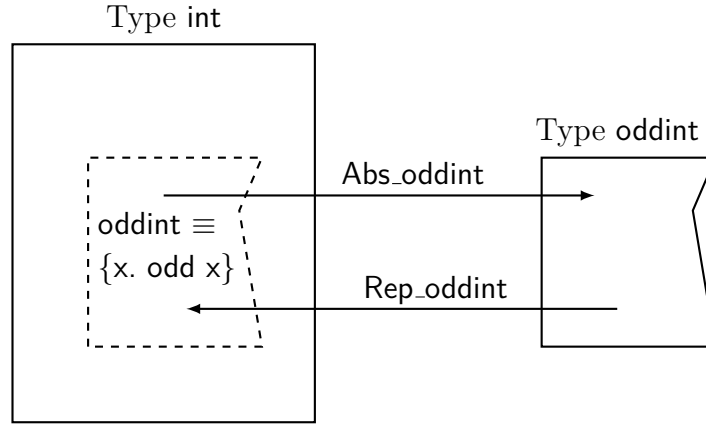 Type int
Type oddint
Abs_oddint
oddint ≡
{x. odd x}
Rep_oddint